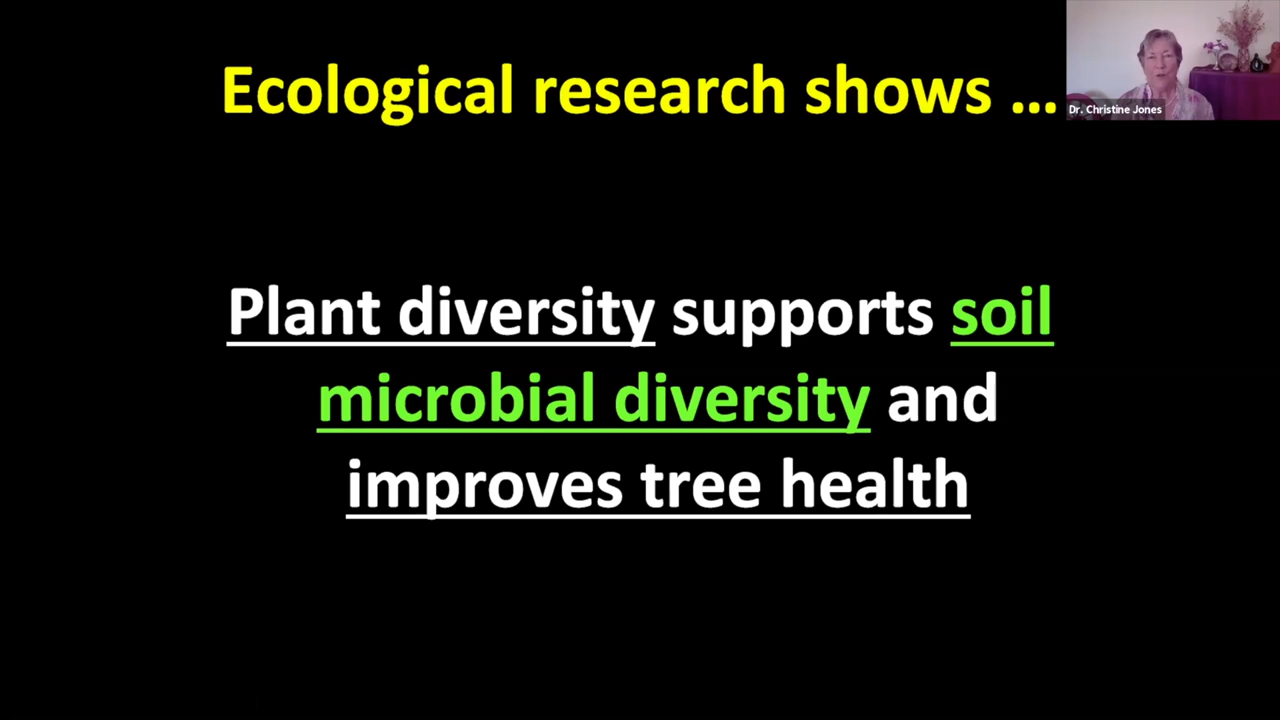 Ecological research shows ...
Dr. Christine Jones
Plant diversity supports soil
microbial diversity and
improves tree health